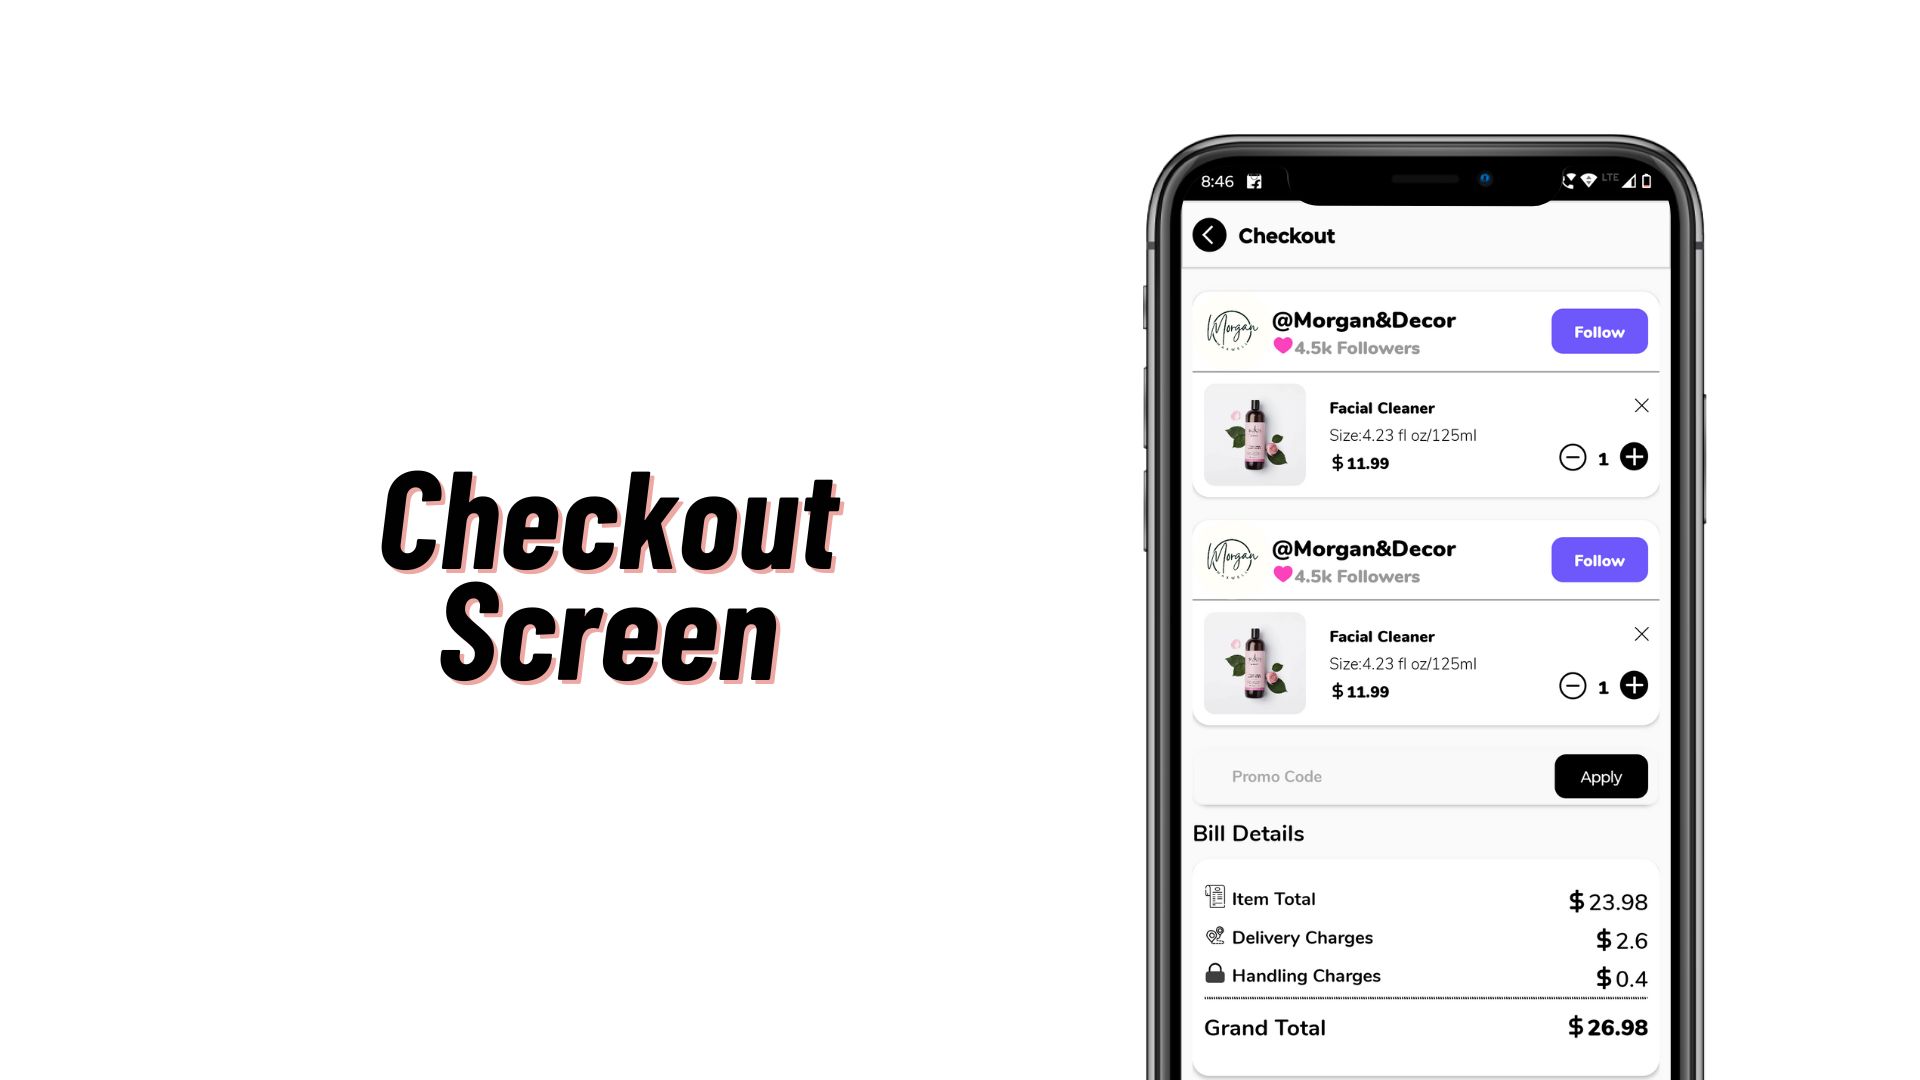 Checkout
Screen
8:46
LTE
Checkout
Morgan
@Morgan&Decor
4.5k Followers
Follow
Facial Cleaner
Size:4.23 fl oz/125ml
$11.99
1
Morgan
@Morgan&Decor
4.5k Followers
Follow
Facial Cleaner
Size:4.23 fl oz/125ml
$11.99
1
Promo Code
Apply
Bill Details
Item Total $23.98
Delivery Charges $2.6
Handling Charges $0.4
Grand Total $26.98